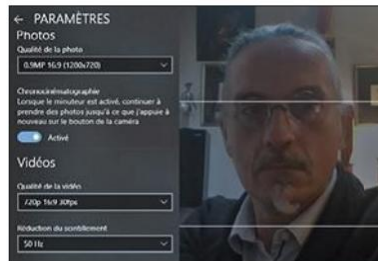 ← PARAMÈTRES
Photos
Qualité de la photo
0,9MP 16:9 (1280x720)
Chronocinématographie
Lorsque le minuteur est activé, continuer à
prendre des photos jusqu'à ce que j'appuie à
nouveau sur le bouton de la caméra
Activé
Vidéos
Qualité de la vidéo
720p 16:9 30fps
Réduction du scintillement
50 Hz